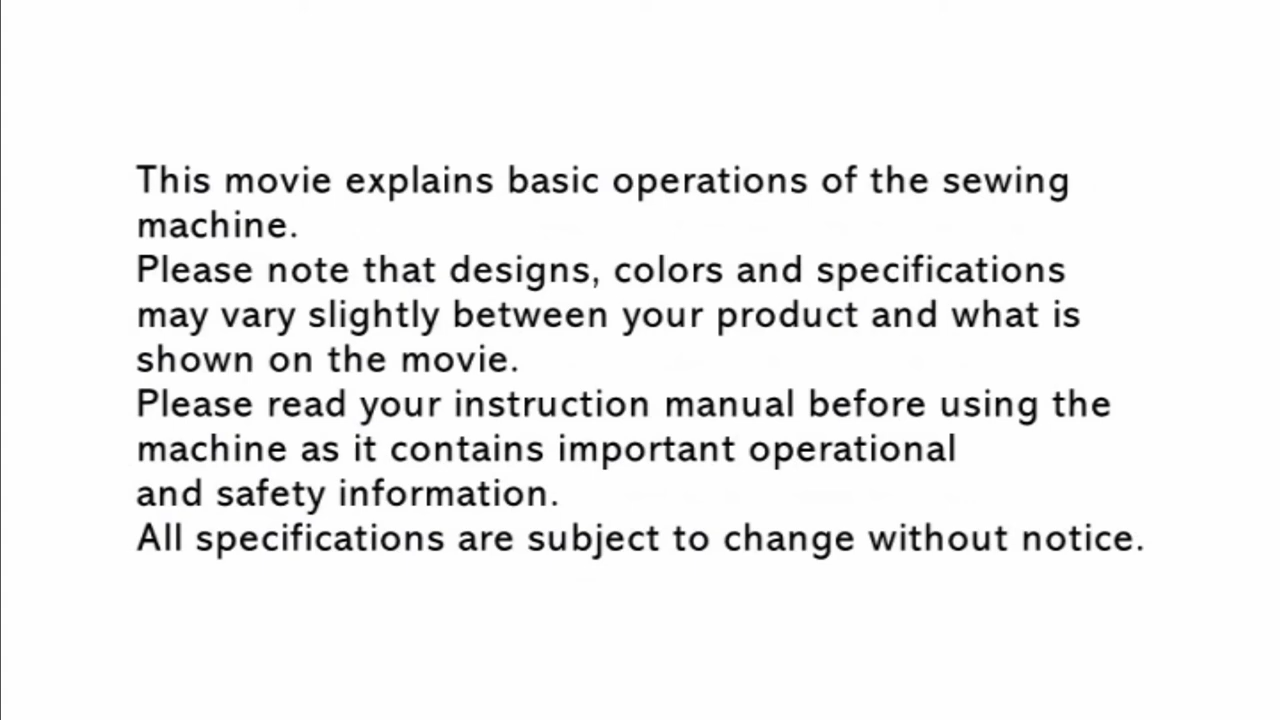 This movie explains basic operations of the sewing
machine.
Please note that designs, colors and specifications
may vary slightly between your product and what is
shown on the movie.
Please read your instruction manual before using the
machine as it contains important operational
and safety information.
All specifications are subject to change without notice.